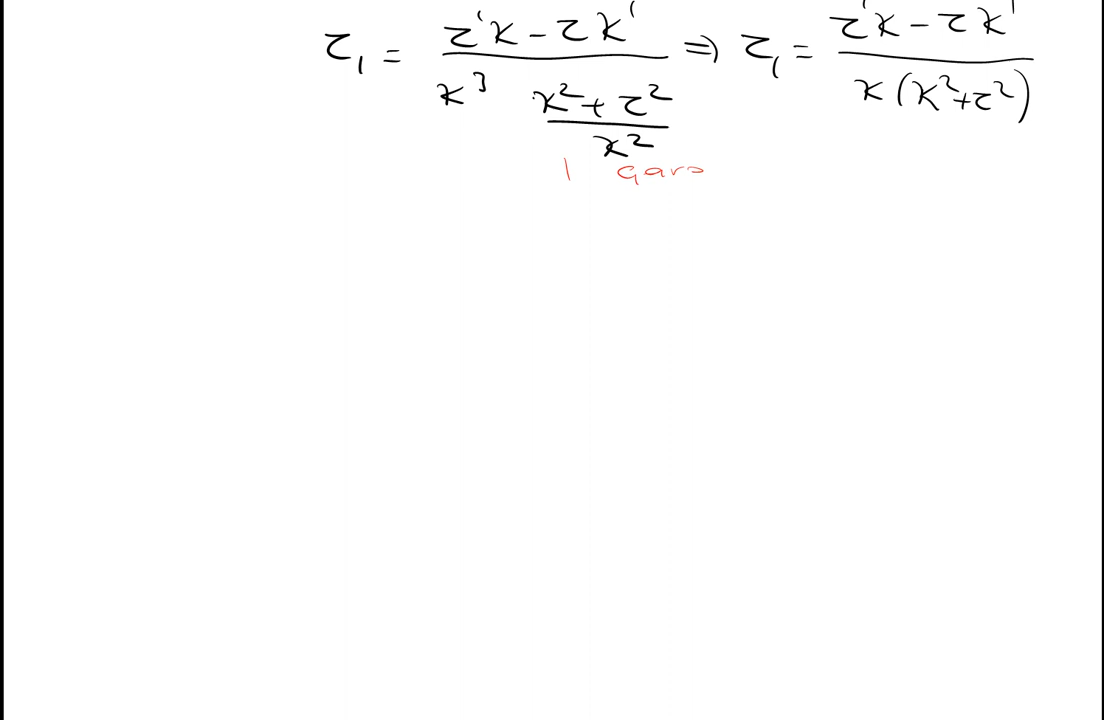 τ₁ = (τ'κ - τκ') / (κ³ (κ² + τ²)/κ²) ⇒ τ₁ = (τ'κ - τκ') / (κ(κ²+τ²))